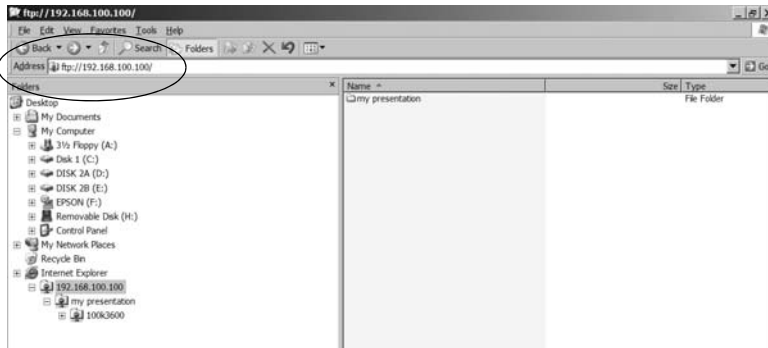 ftp://192.168.100.100/
File Edit View Favorites Tools Help
Back Search Folders
Address ftp://192.168.100.100/ Go
Folders Name Size Type
Desktop my presentation File Folder
My Documents
My Computer
3½ Floppy (A:)
Disk 1 (C:)
DISK 2A (D:)
DISK 2B (E:)
EPSON (F:)
Removable Disk (H:)
Control Panel
My Network Places
Recycle Bin
Internet Explorer
192.168.100.100
my presentation
100k3600